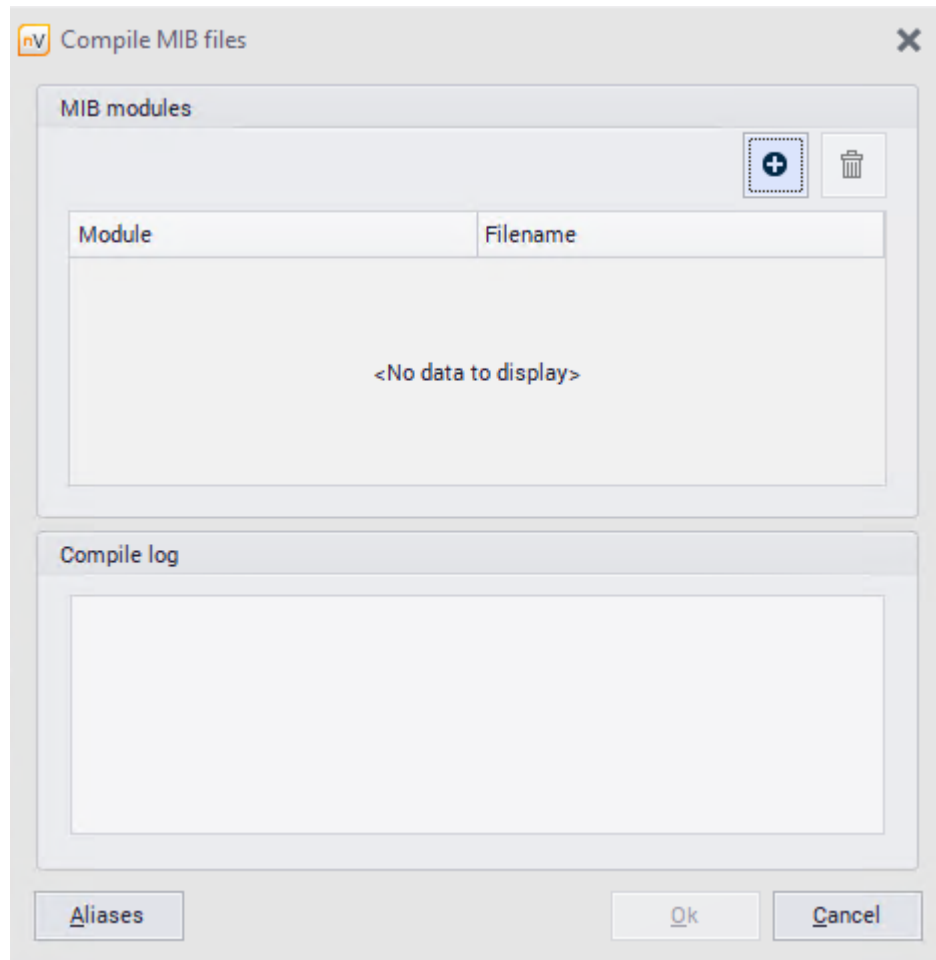 nV Compile MIB files
MIB modules
Module Filename
<No data to display>
Compile log
Aliases Ok Cancel